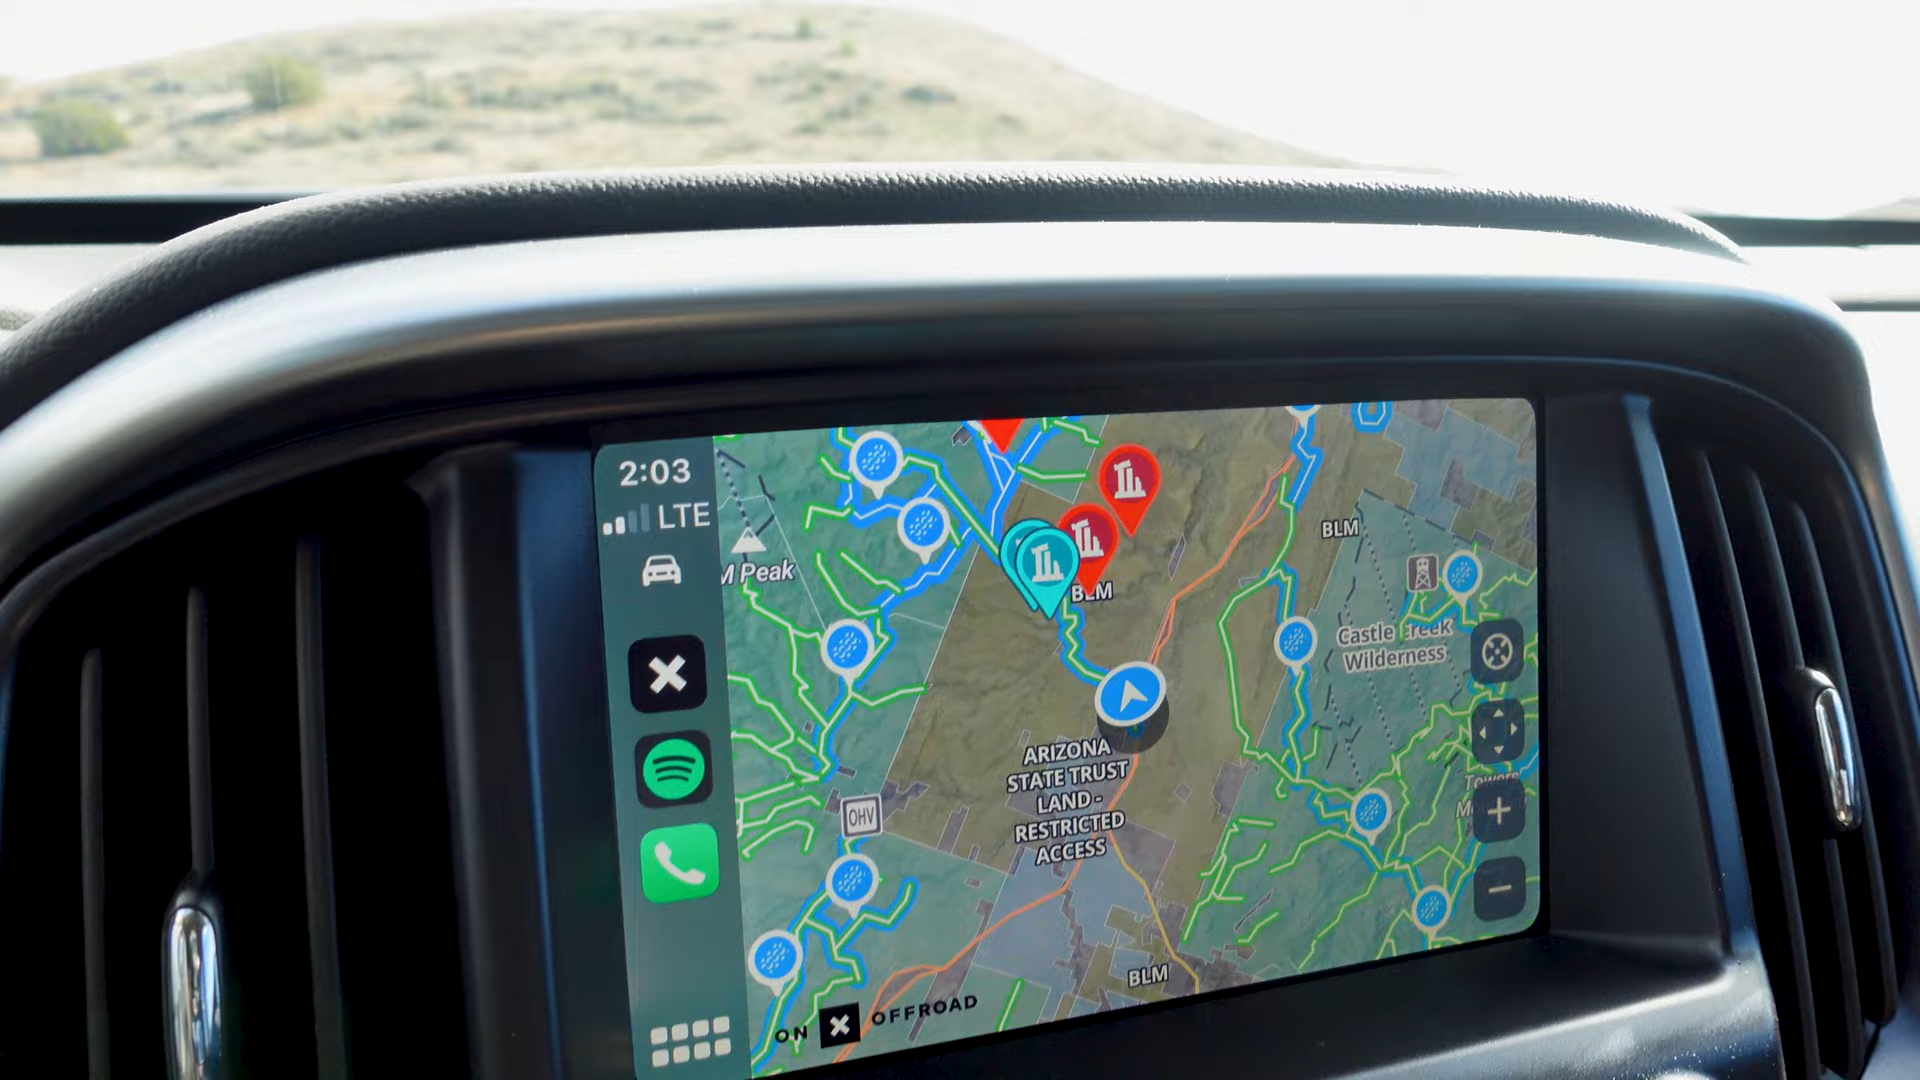 2:03
LTE
M Peak
BLM
BLM
Castle Creek
Wilderness
ARIZONA
STATE TRUST
LAND -
RESTRICTED
ACCESS
OHV
Towers
BLM
ON X OFFROAD